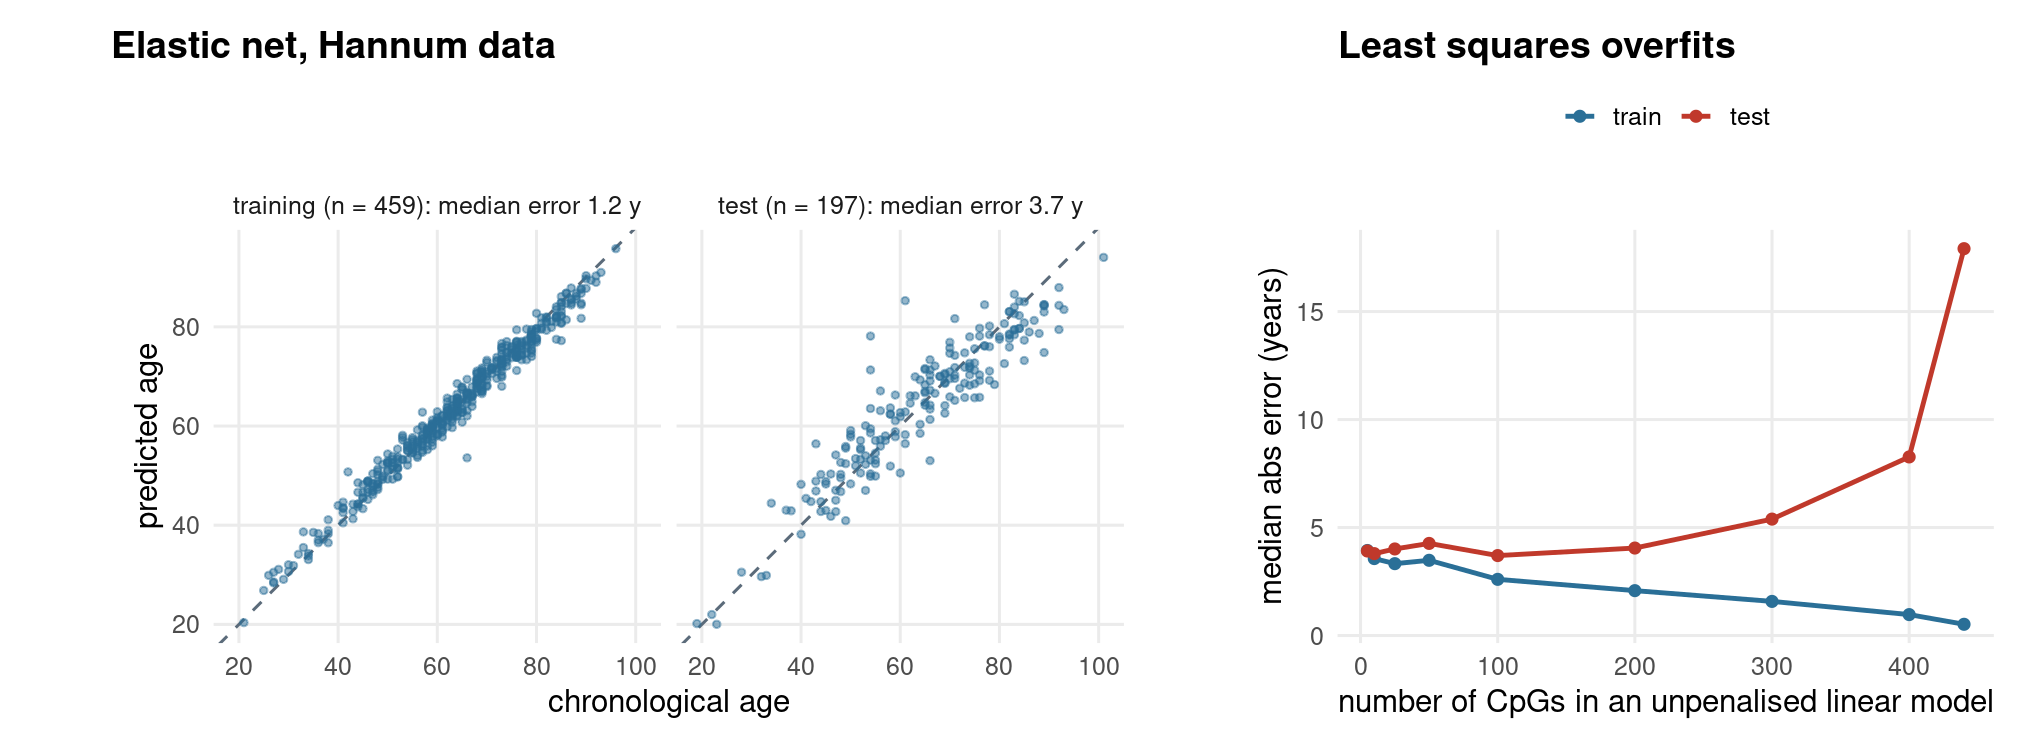 Elastic net, Hannum data
training (n = 459): median error 1.2 y
test (n = 197): median error 3.7 y
predicted age
80
60
40
20
20 40 60 80 100
20 40 60 80 100
chronological age
Least squares overfits
train test
median abs error (years)
15
10
5
0
0 100 200 300 400
number of CpGs in an unpenalised linear model